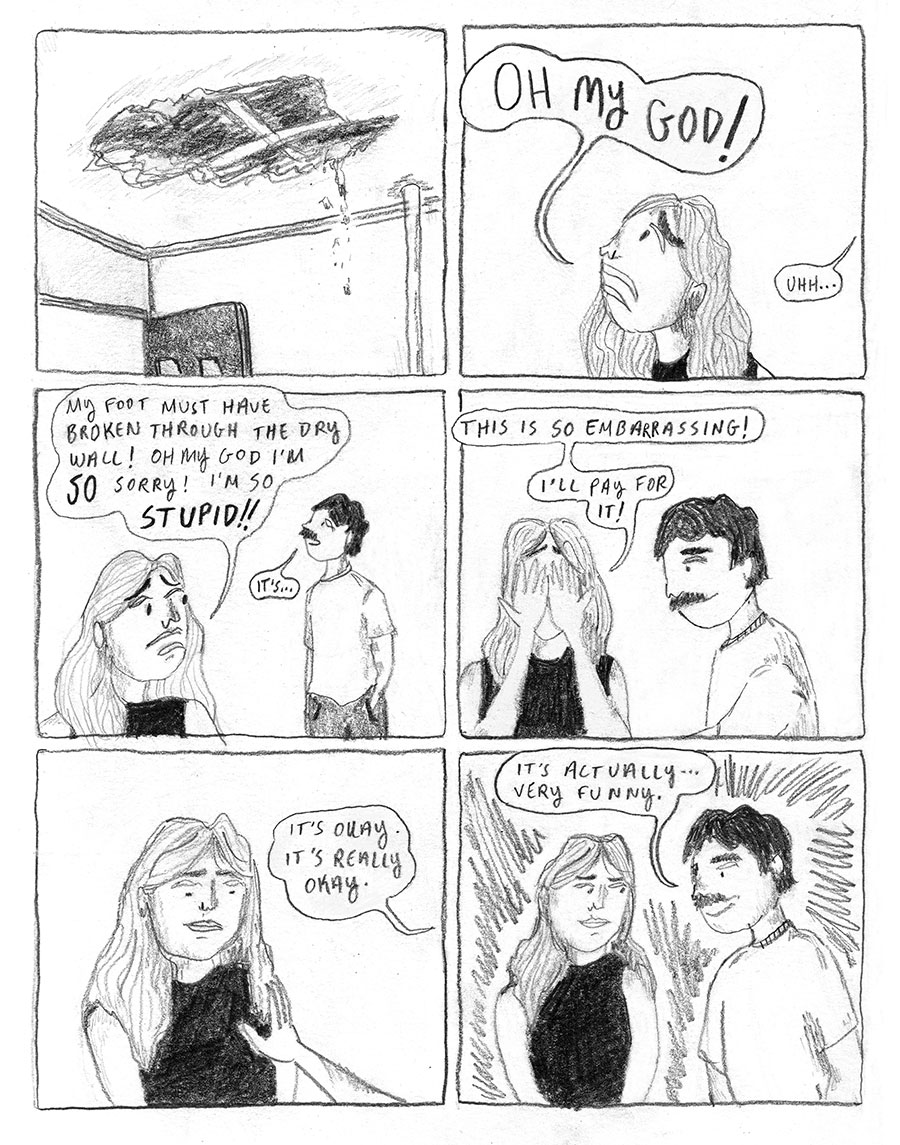 OH MY GOD!
UHH...
MY FOOT MUST HAVE
BROKEN THROUGH THE DRY
WALL! OH MY GOD I'M
SO SORRY! I'M SO
STUPID!!
IT'S...
THIS IS SO EMBARRASSING!
I'LL PAY FOR
IT!
IT'S OKAY.
IT'S REALLY
OKAY.
IT'S ACTUALLY...
VERY FUNNY.